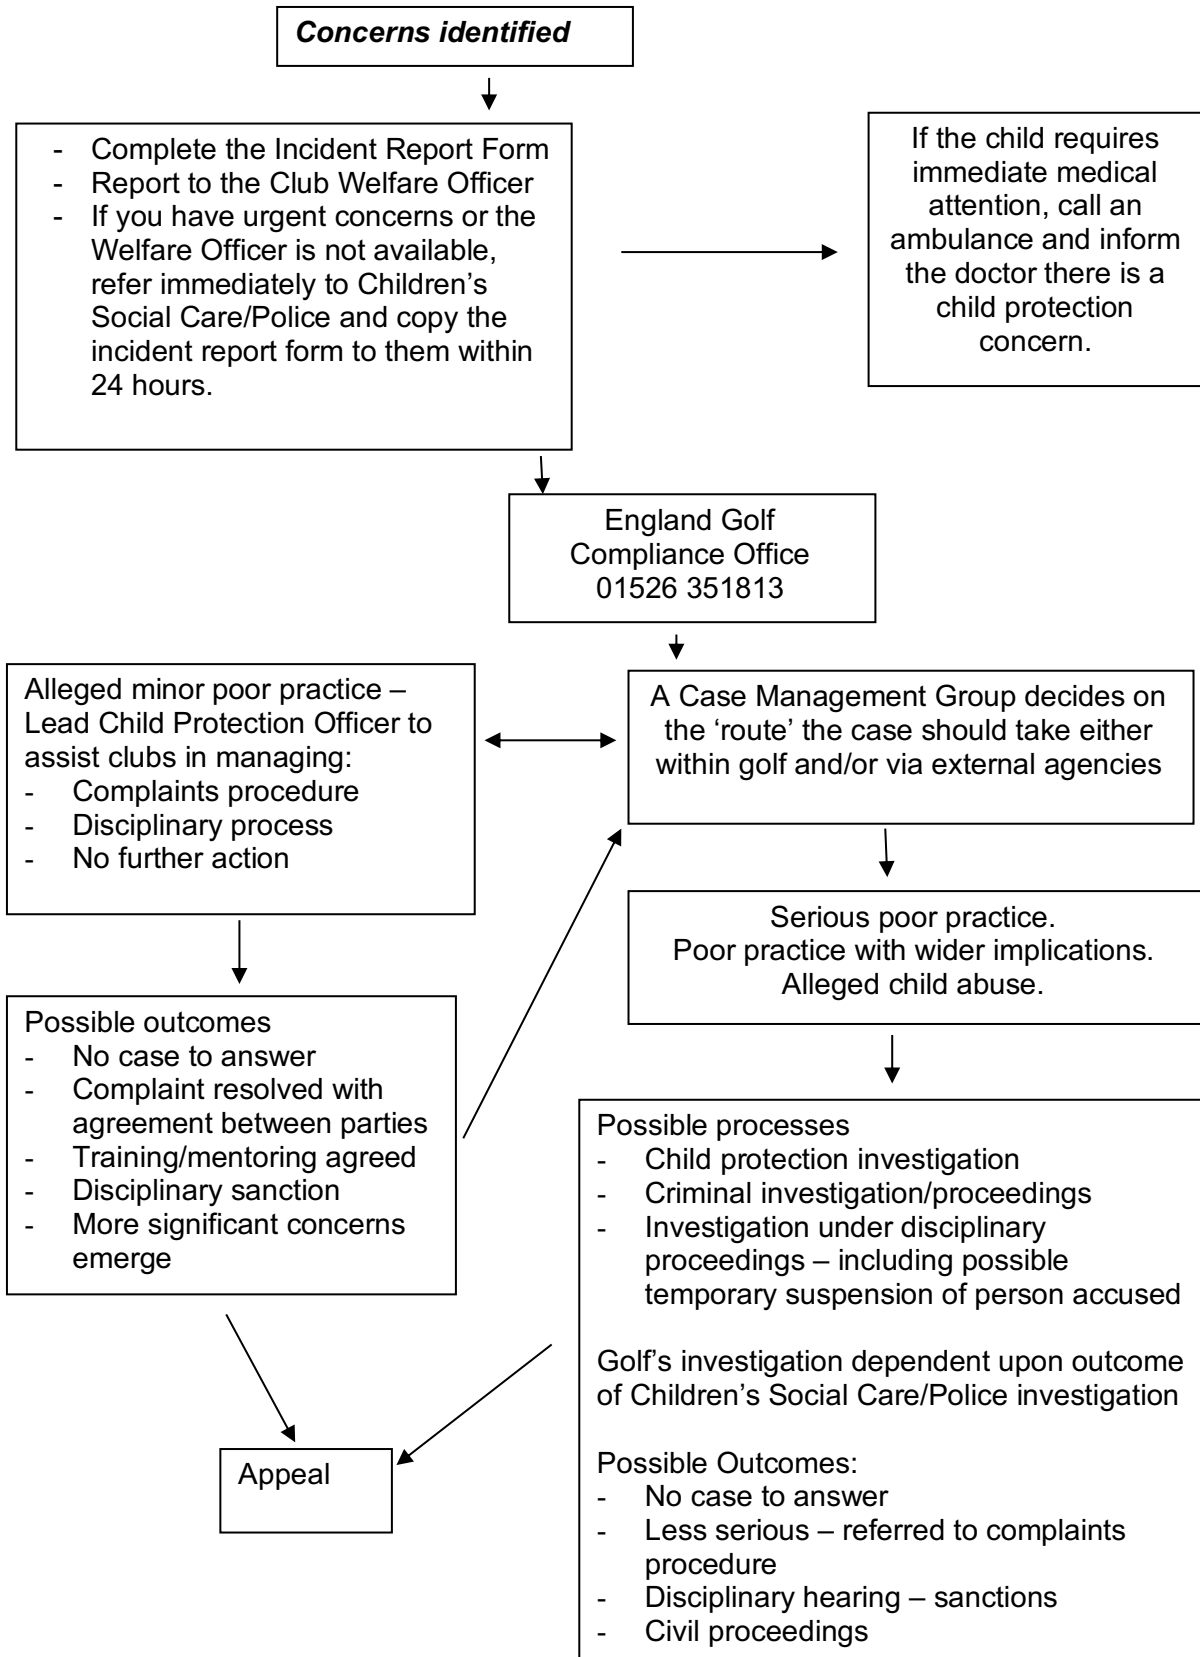 Concerns identified
- Complete the Incident Report Form
- Report to the Club Welfare Officer
- If you have urgent concerns or the
Welfare Officer is not available,
refer immediately to Children’s
Social Care/Police and copy the
incident report form to them within
24 hours.
If the child requires
immediate medical
attention, call an
ambulance and inform
the doctor there is a
child protection
concern.
England Golf
Compliance Office
01526 351813
Alleged minor poor practice –
Lead Child Protection Officer to
assist clubs in managing:
- Complaints procedure
- Disciplinary process
- No further action
A Case Management Group decides on
the ‘route’ the case should take either
within golf and/or via external agencies
Serious poor practice.
Poor practice with wider implications.
Alleged child abuse.
Possible outcomes
- No case to answer
- Complaint resolved with
agreement between parties
- Training/mentoring agreed
- Disciplinary sanction
- More significant concerns
emerge
Possible processes
- Child protection investigation
- Criminal investigation/proceedings
- Investigation under disciplinary
proceedings – including possible
temporary suspension of person accused
Golf’s investigation dependent upon outcome
of Children’s Social Care/Police investigation
Possible Outcomes:
- No case to answer
- Less serious – referred to complaints
procedure
- Disciplinary hearing – sanctions
- Civil proceedings
Appeal